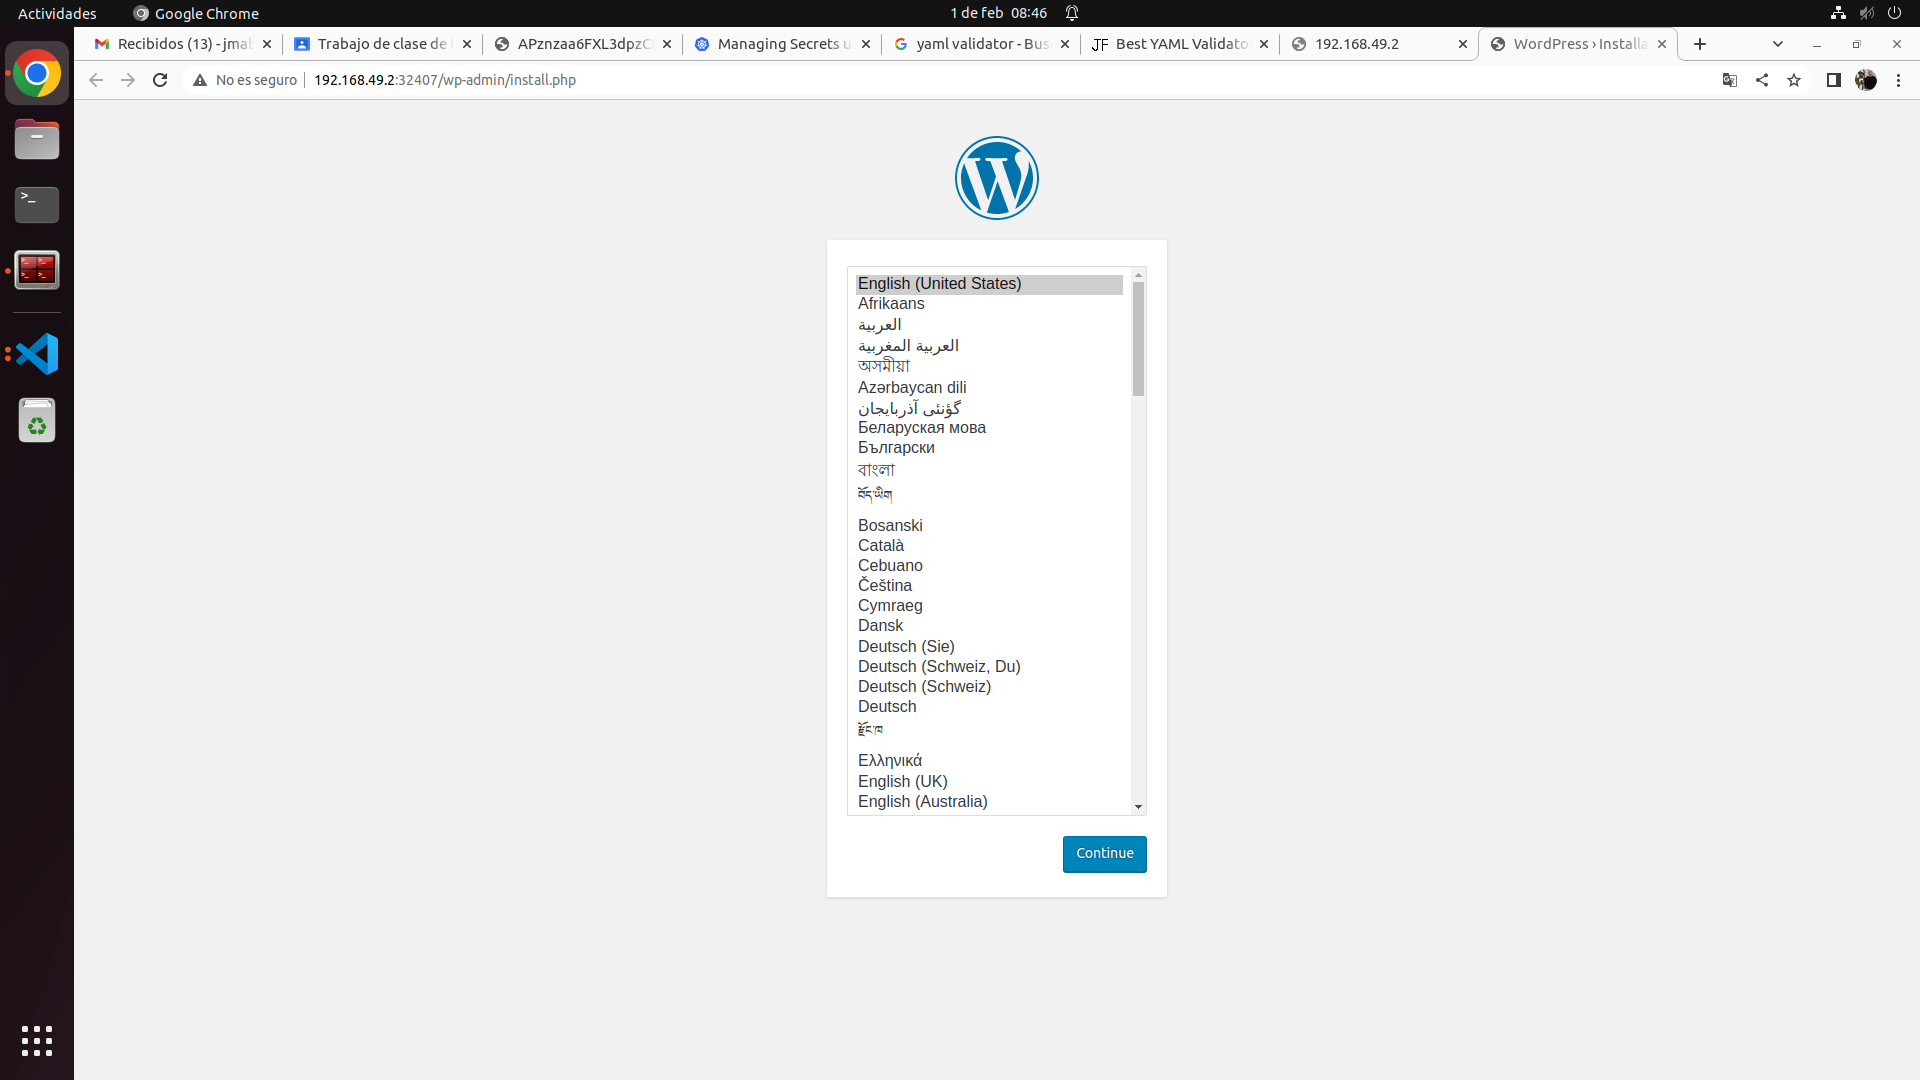 Actividades
Google Chrome
1 de feb 08:46
Recibidos (13) - jmab
Trabajo de clase de
APznzaa6FXL3dpzC
Managing Secrets u
yaml validator - Bus
JF
Best YAML Validato
192.168.49.2
WordPress › Installa
No es seguro
192.168.49.2:32407/wp-admin/install.php
English (United States)
Afrikaans
العربية
العربية المغربية
অসমীয়া
Azərbaycan dili
گؤنئی آذربایجان
Беларуская мова
Български
বাংলা
བོད་ཡིག
Bosanski
Català
Cebuano
Čeština
Cymraeg
Dansk
Deutsch (Sie)
Deutsch (Schweiz, Du)
Deutsch (Schweiz)
Deutsch
རྫོང་ཁ
Ελληνικά
English (UK)
English (Australia)
Continue